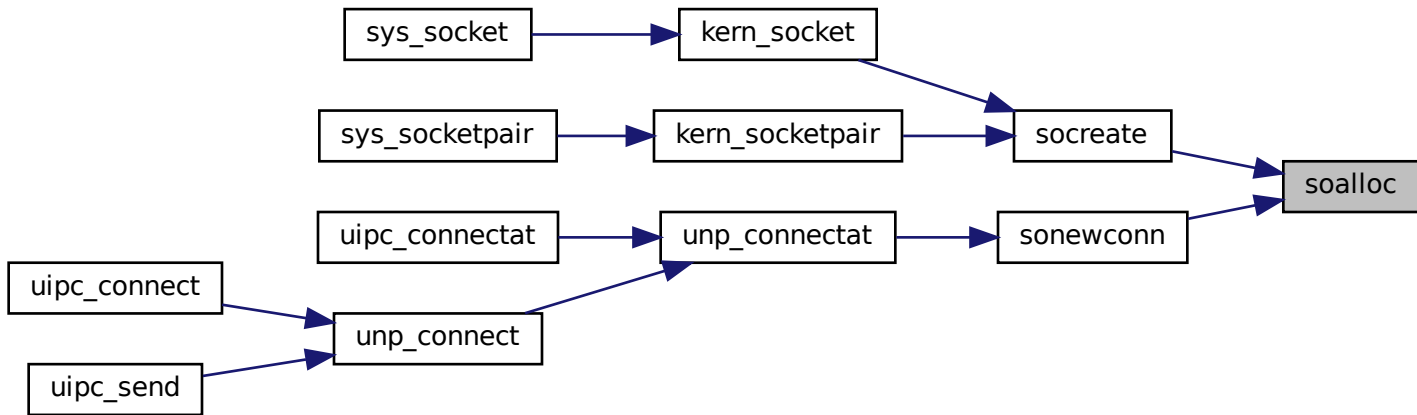 sys_socket
kern_socket
sys_socketpair
kern_socketpair
socreate
soalloc
uipc_connectat
unp_connectat
sonewconn
uipc_connect
unp_connect
uipc_send